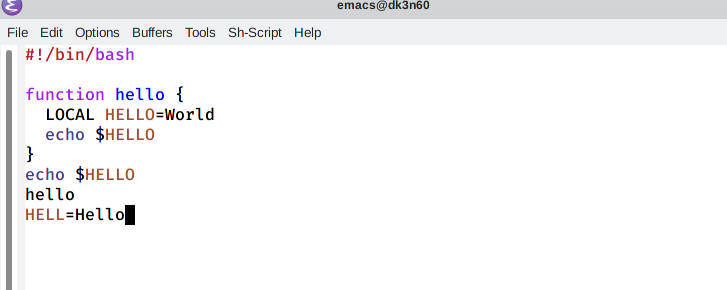 emacs@dk3n60
File Edit Options Buffers Tools Sh-Script Help
#!/bin/bash
function hello {
LOCAL HELLO=World
echo $HELLO
}
echo $HELLO
hello
HELL=Hello